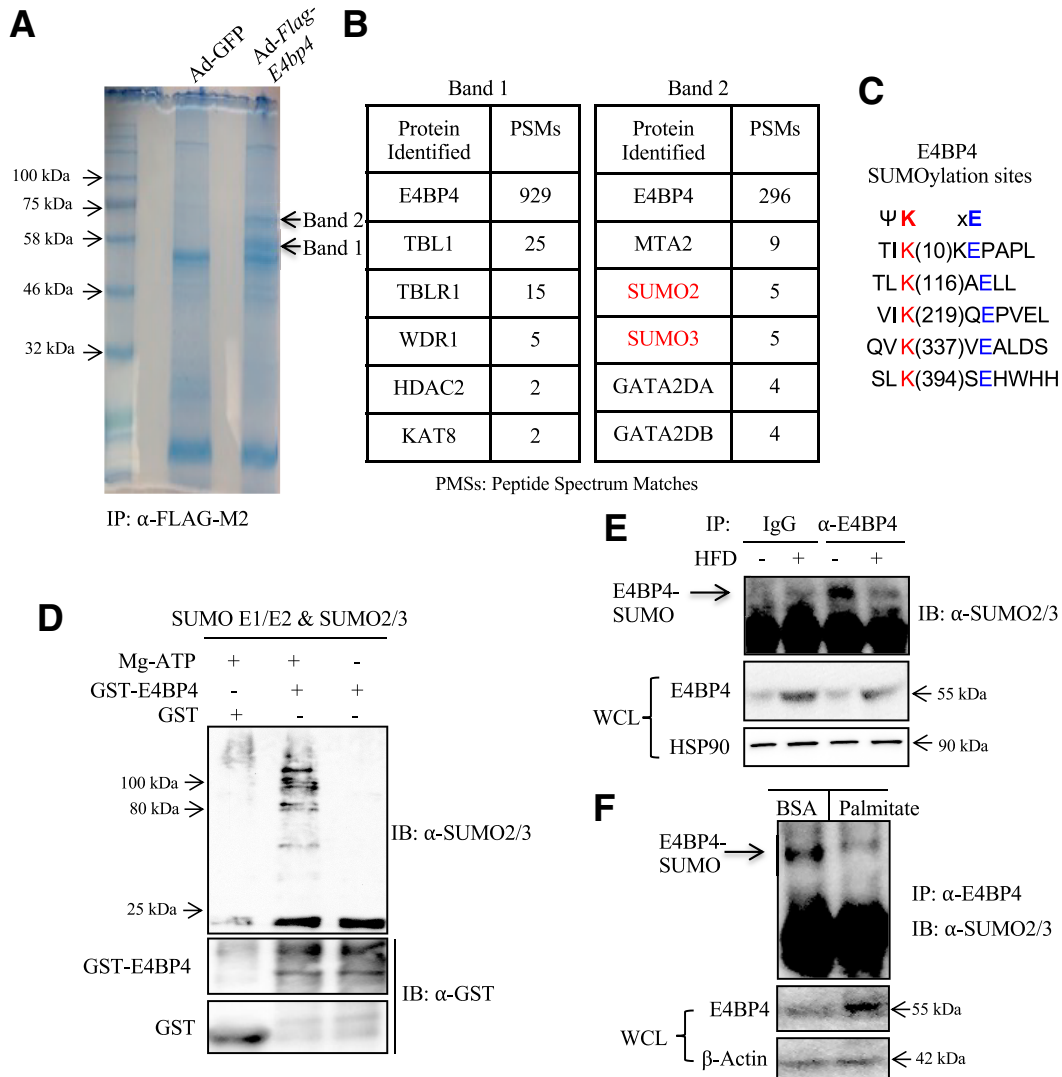 A
Ad-GFP
Ad-Flag-
E4bp4
100 kDa
75 kDa
58 kDa
46 kDa
32 kDa
Band 2
Band 1
IP: α-FLAG-M2
B
Band 1
Protein Identified PSMs
E4BP4 929
TBL1 25
TBLR1 15
WDR1 5
HDAC2 2
KAT8 2
Band 2
Protein Identified PSMs
E4BP4 296
MTA2 9
SUMO2 5
SUMO3 5
GATA2DA 4
GATA2DB 4
PMSs: Peptide Spectrum Matches
C
E4BP4
SUMOylation sites
Ψ K xE
TI K(10)KEPAPL
TL K(116)AELL
VI K(219)QEPVEL
QV K(337)VEALDS
SL K(394)SEHWHH
D
SUMO E1/E2 & SUMO2/3
Mg-ATP + + -
GST-E4BP4 - + +
GST + - -
100 kDa
80 kDa
25 kDa
IB: α-SUMO2/3
GST-E4BP4
GST
IB: α-GST
E
IP: IgG α-E4BP4
HFD - + - +
E4BP4-
SUMO
IB: α-SUMO2/3
WCL
E4BP4 55 kDa
HSP90 90 kDa
F
BSA Palmitate
E4BP4-
SUMO
IP: α-E4BP4
IB: α-SUMO2/3
WCL
E4BP4 55 kDa
β-Actin 42 kDa